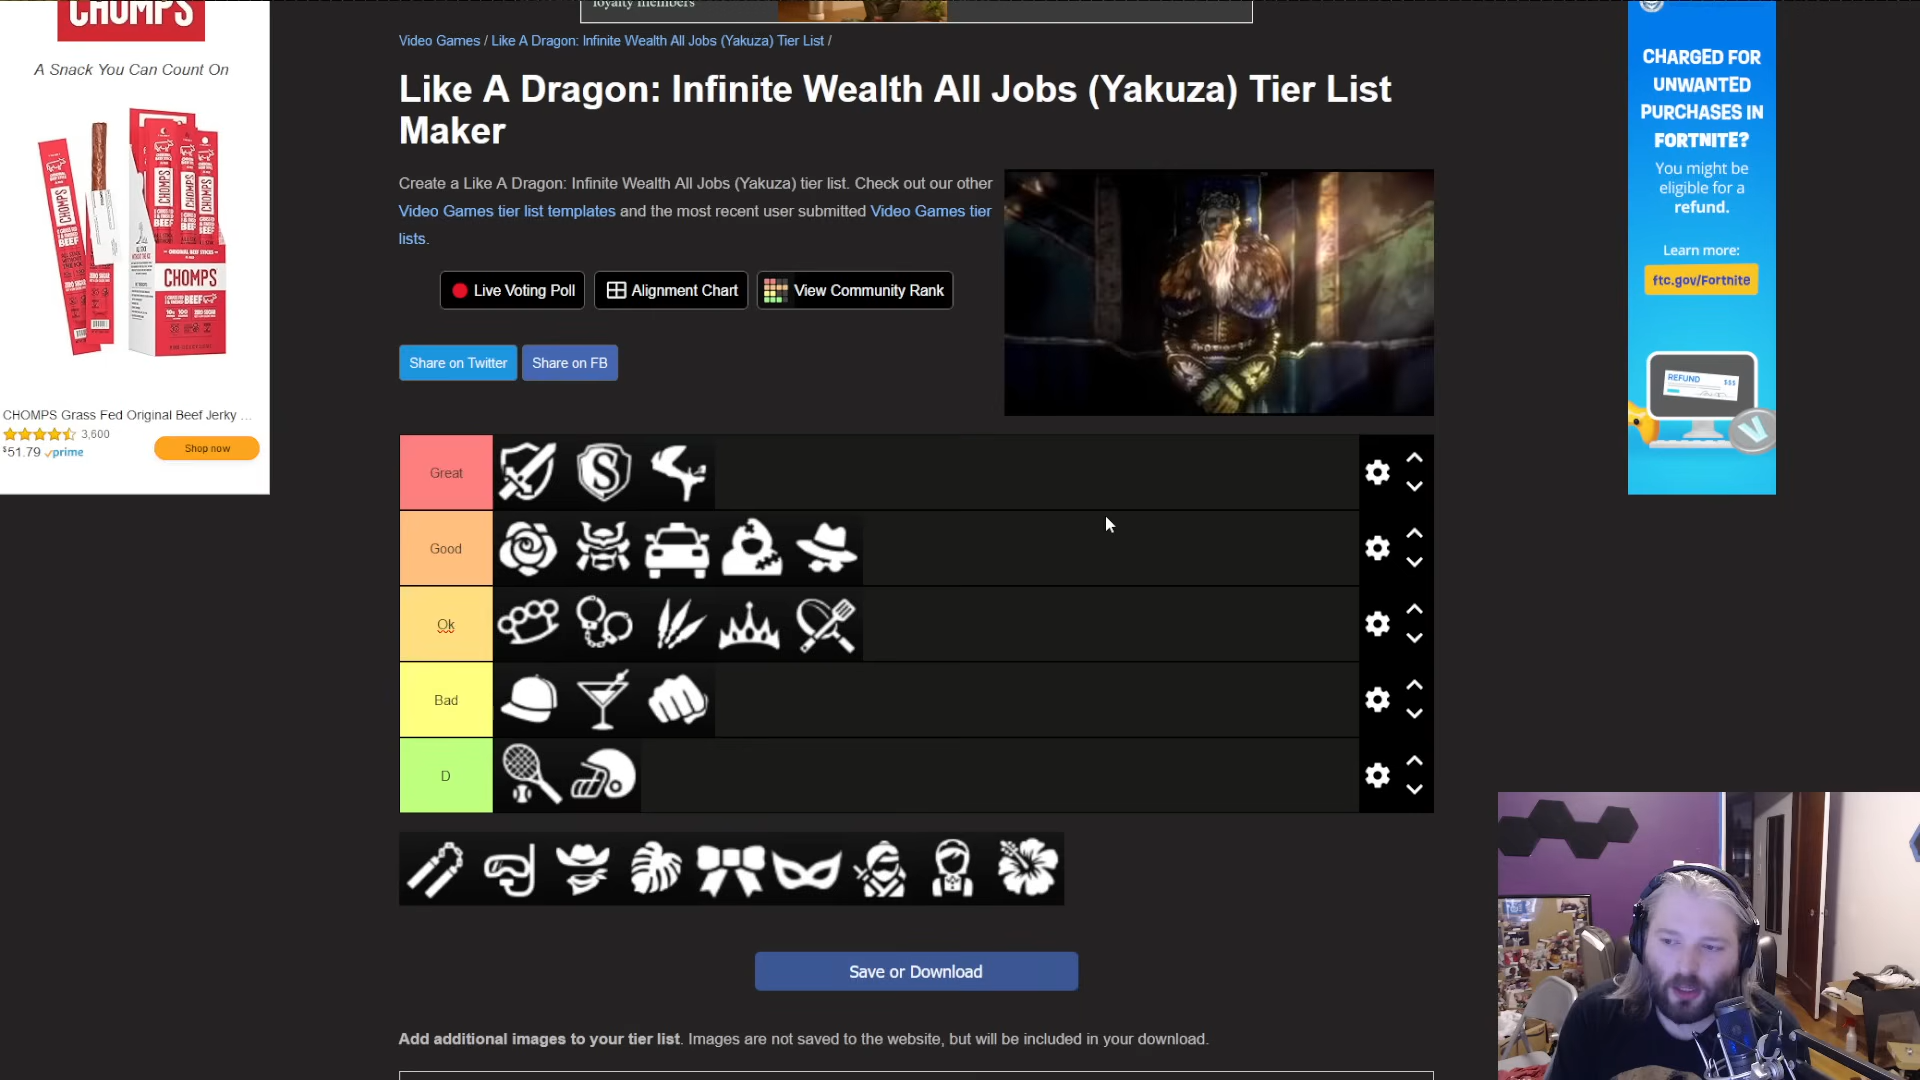 CHOMPS
A Snack You Can Count On
CHOMPS
CHOMPS Grass Fed Original Beef Jerky ...
3,600
$51.79 prime
Shop now
loyalty members
Video Games / Like A Dragon: Infinite Wealth All Jobs (Yakuza) Tier List /
Like A Dragon: Infinite Wealth All Jobs (Yakuza) Tier List
Maker
Create a Like A Dragon: Infinite Wealth All Jobs (Yakuza) tier list. Check out our other
Video Games tier list templates and the most recent user submitted Video Games tier
lists.
Live Voting Poll
Alignment Chart
View Community Rank
Share on Twitter
Share on FB
Great
S
Good
Ok
Bad
D
Save or Download
Add additional images to your tier list. Images are not saved to the website, but will be included in your download.
CHARGED FOR
UNWANTED
PURCHASES IN
FORTNITE?
You might be
eligible for a
refund.
Learn more:
ftc.gov/Fortnite
REFUND
$$$
V